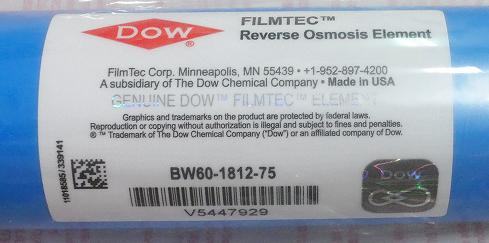 DOW
FILMTEC™
Reverse Osmosis Element
FilmTec Corp. Minneapolis, MN 55439 • +1-952-897-4200
A subsidiary of The Dow Chemical Company • Made in USA
GENUINE DOW™ FILMTEC™ ELEMENT
Graphics and trademarks on the product are protected by federal laws.
Reproduction or copying without authorization is illegal and subject to fines and penalties.
®™ Trademark of The Dow Chemical Company ("Dow") or an affiliated company of Dow.
11018585/339141
BW60-1812-75
V5447929
DOW